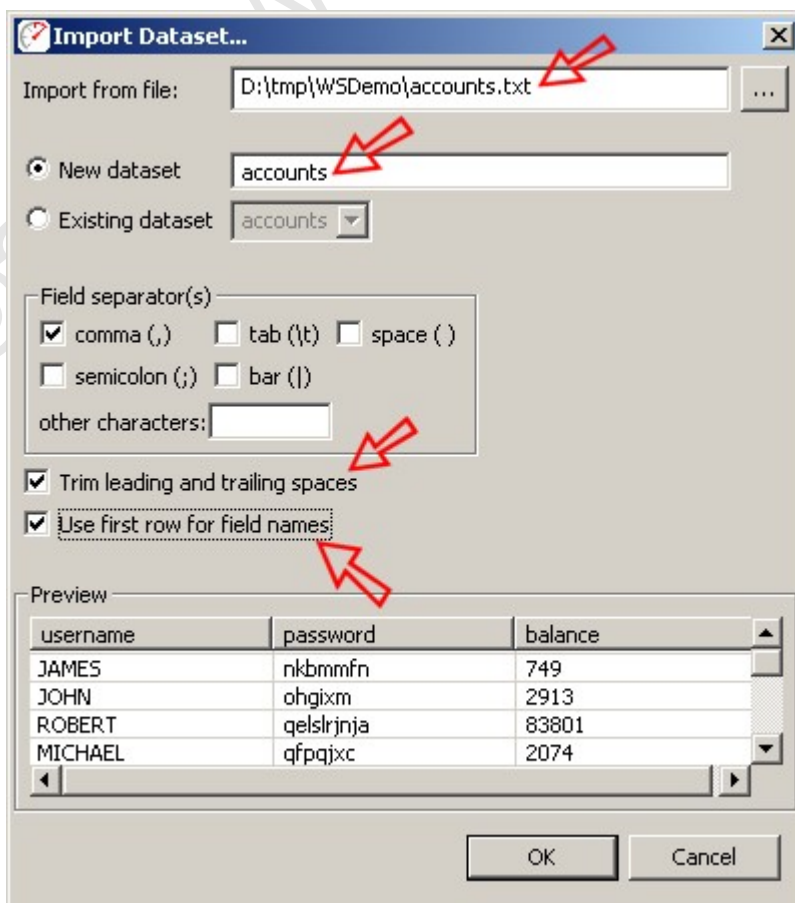 Import Dataset...
Import from file: D:\tmp\WSDemo\accounts.txt ...
New dataset accounts
Existing dataset accounts
Field separator(s)
comma (,) tab (\t) space ( )
semicolon (;) bar (|)
other characters:
Trim leading and trailing spaces
Use first row for field names
Preview
username password balance
JAMES nkbmmfn 749
JOHN ohgixm 2913
ROBERT qelslrjnja 83801
MICHAEL qfpqjxc 2074
OK Cancel